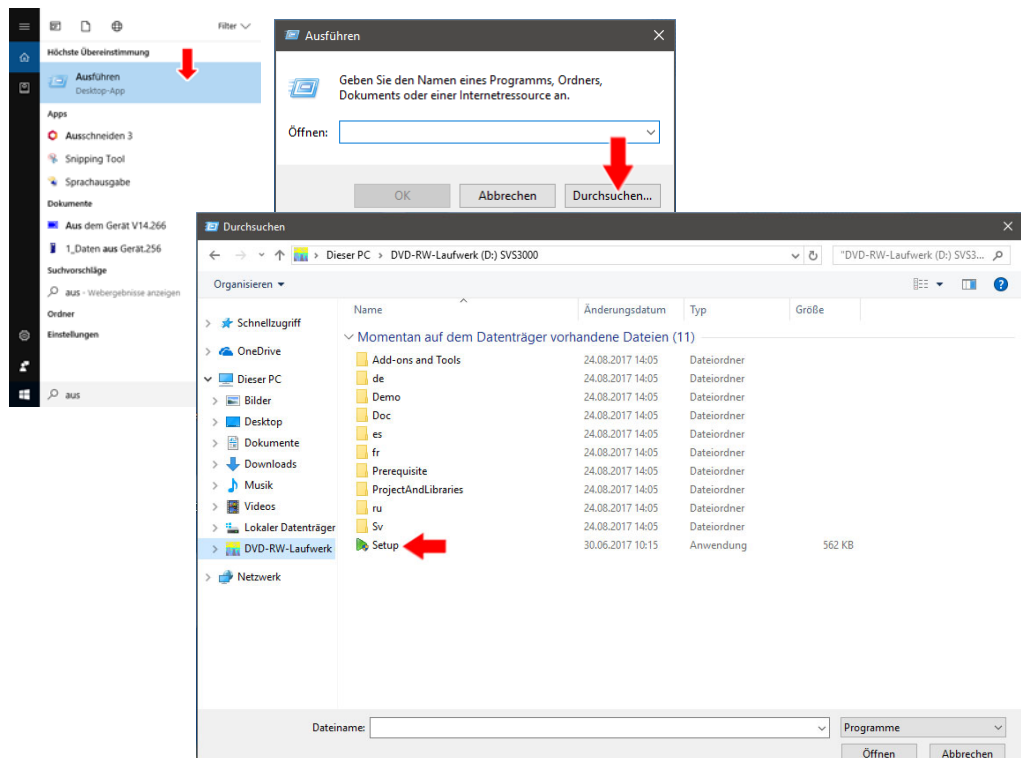 Filter
Höchste Übereinstimmung
Ausführen
Desktop-App
Apps
Ausschneiden 3
Snipping Tool
Sprachausgabe
Dokumente
Aus dem Gerät V14.266
1_Daten aus Gerät.256
Suchvorschläge
aus - Webergebnisse anzeigen
Ordner
Einstellungen
aus
Ausführen
Geben Sie den Namen eines Programms, Ordners,
Dokuments oder einer Internetressource an.
Öffnen:
OK Abbrechen Durchsuchen...
Durchsuchen
Dieser PC > DVD-RW-Laufwerk (D:) SVS3000 "DVD-RW-Laufwerk (D:) SVS3...
Organisieren
Schnellzugriff
OneDrive
Dieser PC
Bilder
Desktop
Dokumente
Downloads
Musik
Videos
Lokaler Datenträger
DVD-RW-Laufwerk
Netzwerk
Name Änderungsdatum Typ Größe
Momentan auf dem Datenträger vorhandene Dateien (11)
Add-ons and Tools 24.08.2017 14:05 Dateiordner
de 24.08.2017 14:05 Dateiordner
Demo 24.08.2017 14:05 Dateiordner
Doc 24.08.2017 14:05 Dateiordner
es 24.08.2017 14:05 Dateiordner
fr 24.08.2017 14:05 Dateiordner
Prerequisite 24.08.2017 14:05 Dateiordner
ProjectAndLibraries 24.08.2017 14:05 Dateiordner
ru 24.08.2017 14:05 Dateiordner
Sv 24.08.2017 14:05 Dateiordner
Setup 30.06.2017 10:15 Anwendung 562 KB
Dateiname: Programme
Öffnen Abbrechen